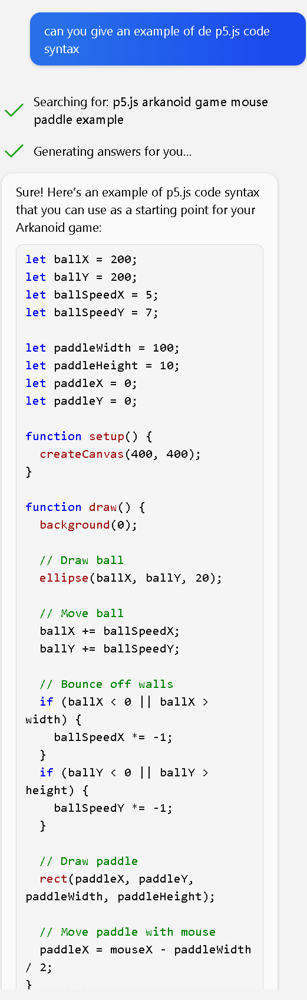 can you give an example of de p5.js code
syntax
Searching for: p5.js arkanoid game mouse
paddle example
Generating answers for you...
Sure! Here's an example of p5.js code syntax
that you can use as a starting point for your
Arkanoid game:
let ballX = 200;
let ballY = 200;
let ballSpeedX = 5;
let ballSpeedY = 7;

let paddleWidth = 100;
let paddleHeight = 10;
let paddleX = 0;
let paddleY = 0;

function setup() {
  createCanvas(400, 400);
}

function draw() {
  background(0);

  // Draw ball
  ellipse(ballX, ballY, 20);

  // Move ball
  ballX += ballSpeedX;
  ballY += ballSpeedY;

  // Bounce off walls
  if (ballX < 0 || ballX >
width) {
    ballSpeedX *= -1;
  }
  if (ballY < 0 || ballY >
height) {
    ballSpeedY *= -1;
  }

  // Draw paddle
  rect(paddleX, paddleY,
paddleWidth, paddleHeight);

  // Move paddle with mouse
  paddleX = mouseX - paddleWidth
/ 2;
}